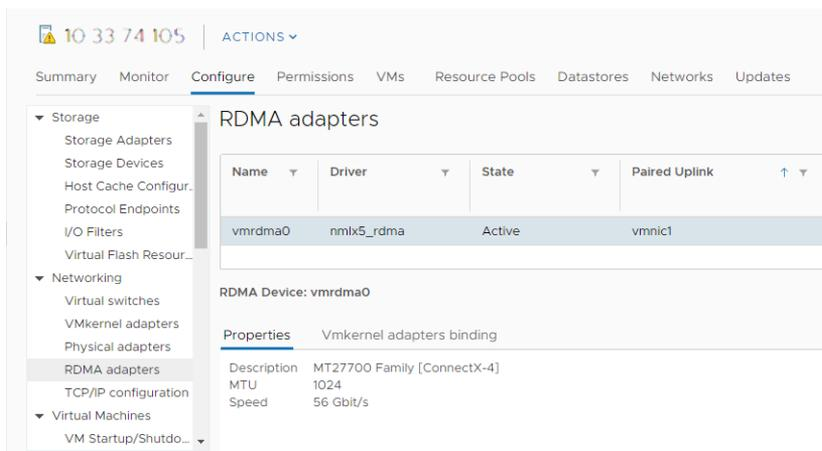 10 33 74 105 ACTIONS
Summary Monitor Configure Permissions VMs Resource Pools Datastores Networks Updates
Storage
Storage Adapters
Storage Devices
Host Cache Configur..
Protocol Endpoints
I/O Filters
Virtual Flash Resour...
Networking
Virtual switches
VMkernel adapters
Physical adapters
RDMA adapters
TCP/IP configuration
Virtual Machines
VM Startup/Shutdo...
RDMA adapters
Name Driver State Paired Uplink
vmrdma0 nmlx5_rdma Active vmnic1
RDMA Device: vmrdma0
Properties Vmkernel adapters binding
Description MT27700 Family [ConnectX-4]
MTU 1024
Speed 56 Gbit/s